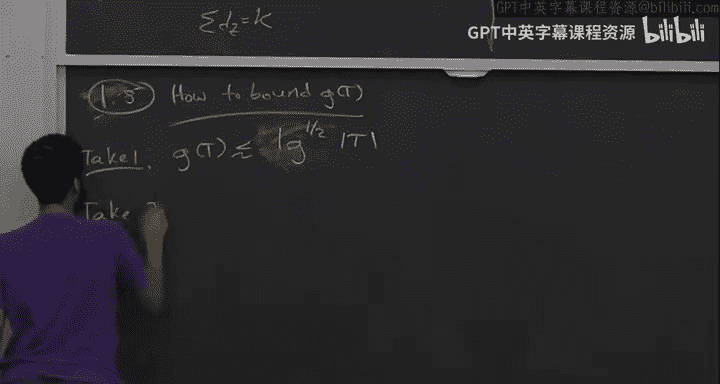 Σd_z = K
GPT中英字幕课程资源@bilibili.com
GPT中英字幕课程资源 bilibili
1.5 How to bound g(T)
Take 1: g(T) ≲ lg^{1/2} |T|
Take 2